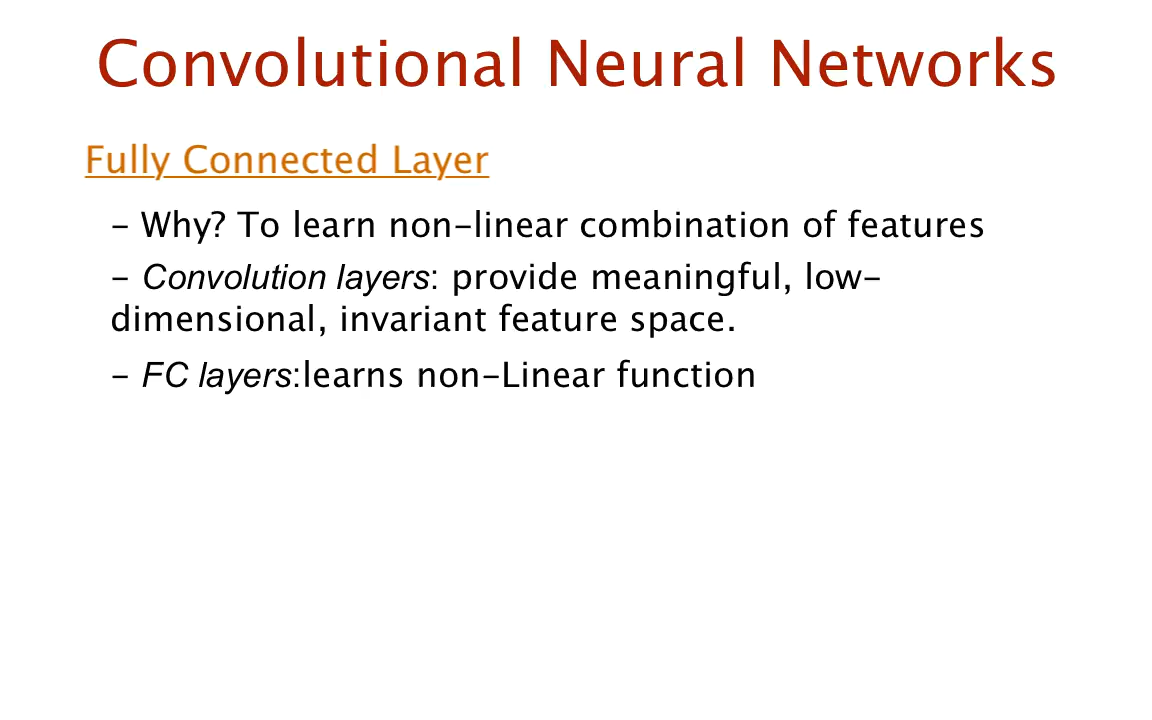 Convolutional Neural Networks
Fully Connected Layer
– Why? To learn non–linear combination of features
– Convolution layers: provide meaningful, low–
dimensional, invariant feature space.
– FC layers:learns non–Linear function